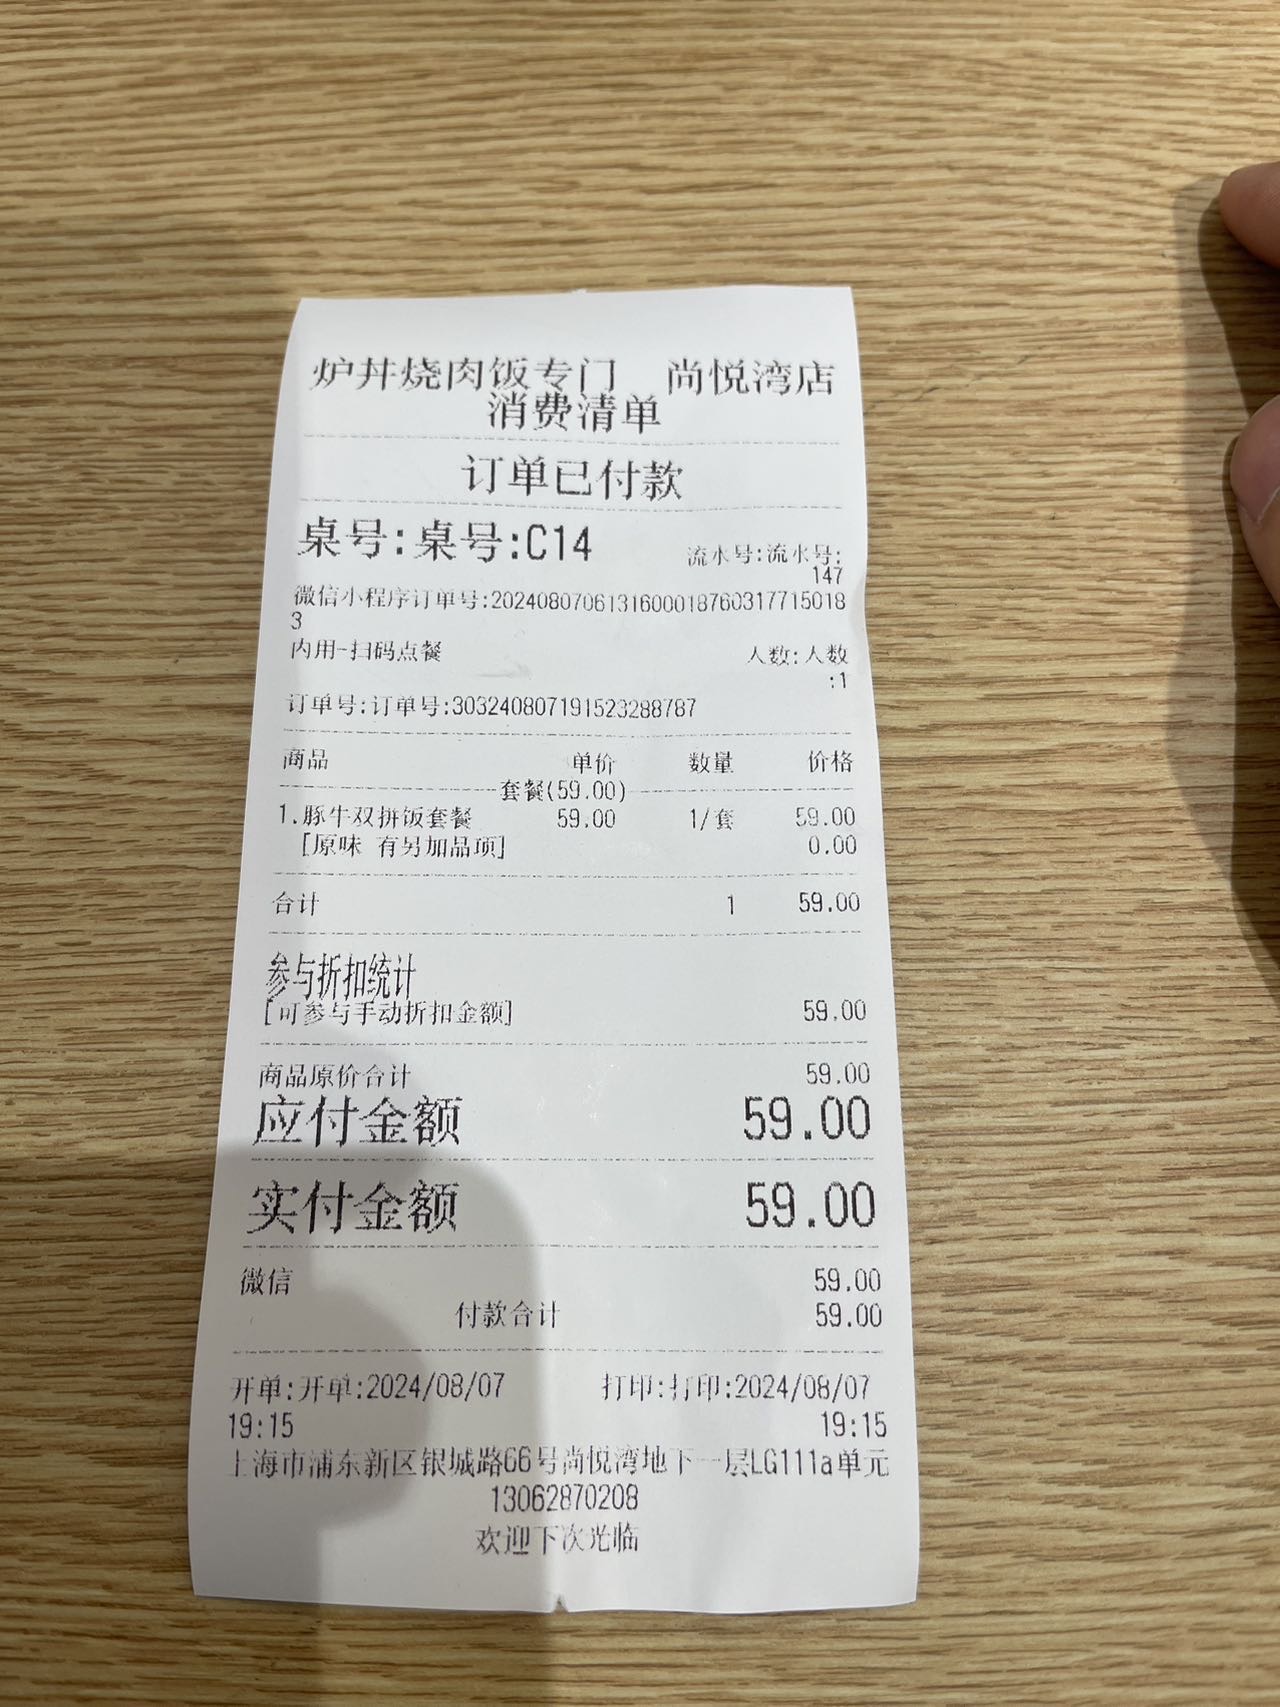 炉丼烧肉饭专门 尚悦湾店
消费清单
订单已付款
桌号:桌号:C14 流水号:流水号:
147
微信小程序订单号:2024080706131600018760317715018
3
内用-扫码点餐 人数:人数
:1
订单号:订单号:303240807191523288787
商品 单价 数量 价格
套餐(59.00)
1.豚牛双拼饭套餐 59.00 1/套 59.00
[原味 有另加品项] 0.00
合计 1 59.00
参与折扣统计
[可参与手动折扣金额] 59.00
商品原价合计 59.00
应付金额 59.00
实付金额 59.00
微信 59.00
付款合计 59.00
开单:开单:2024/08/07 打印:打印:2024/08/07
19:15 19:15
上海市浦东新区银城路66号尚悦湾地下一层LG111a单元
13062870208
欢迎下次光临